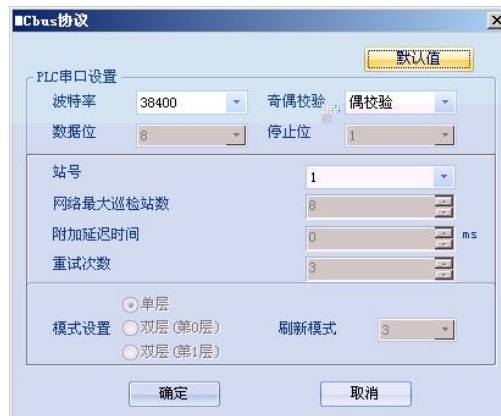 ■Cbus协议
默认值
PLC串口设置
波特率 38400 奇偶校验 偶校验
数据位 8 停止位 1
站号 1
网络最大巡检站数 8
附加延迟时间 0 ms
重试次数 3
单层
模式设置 双层(第0层) 刷新模式 3
双层(第1层)
确定 取消